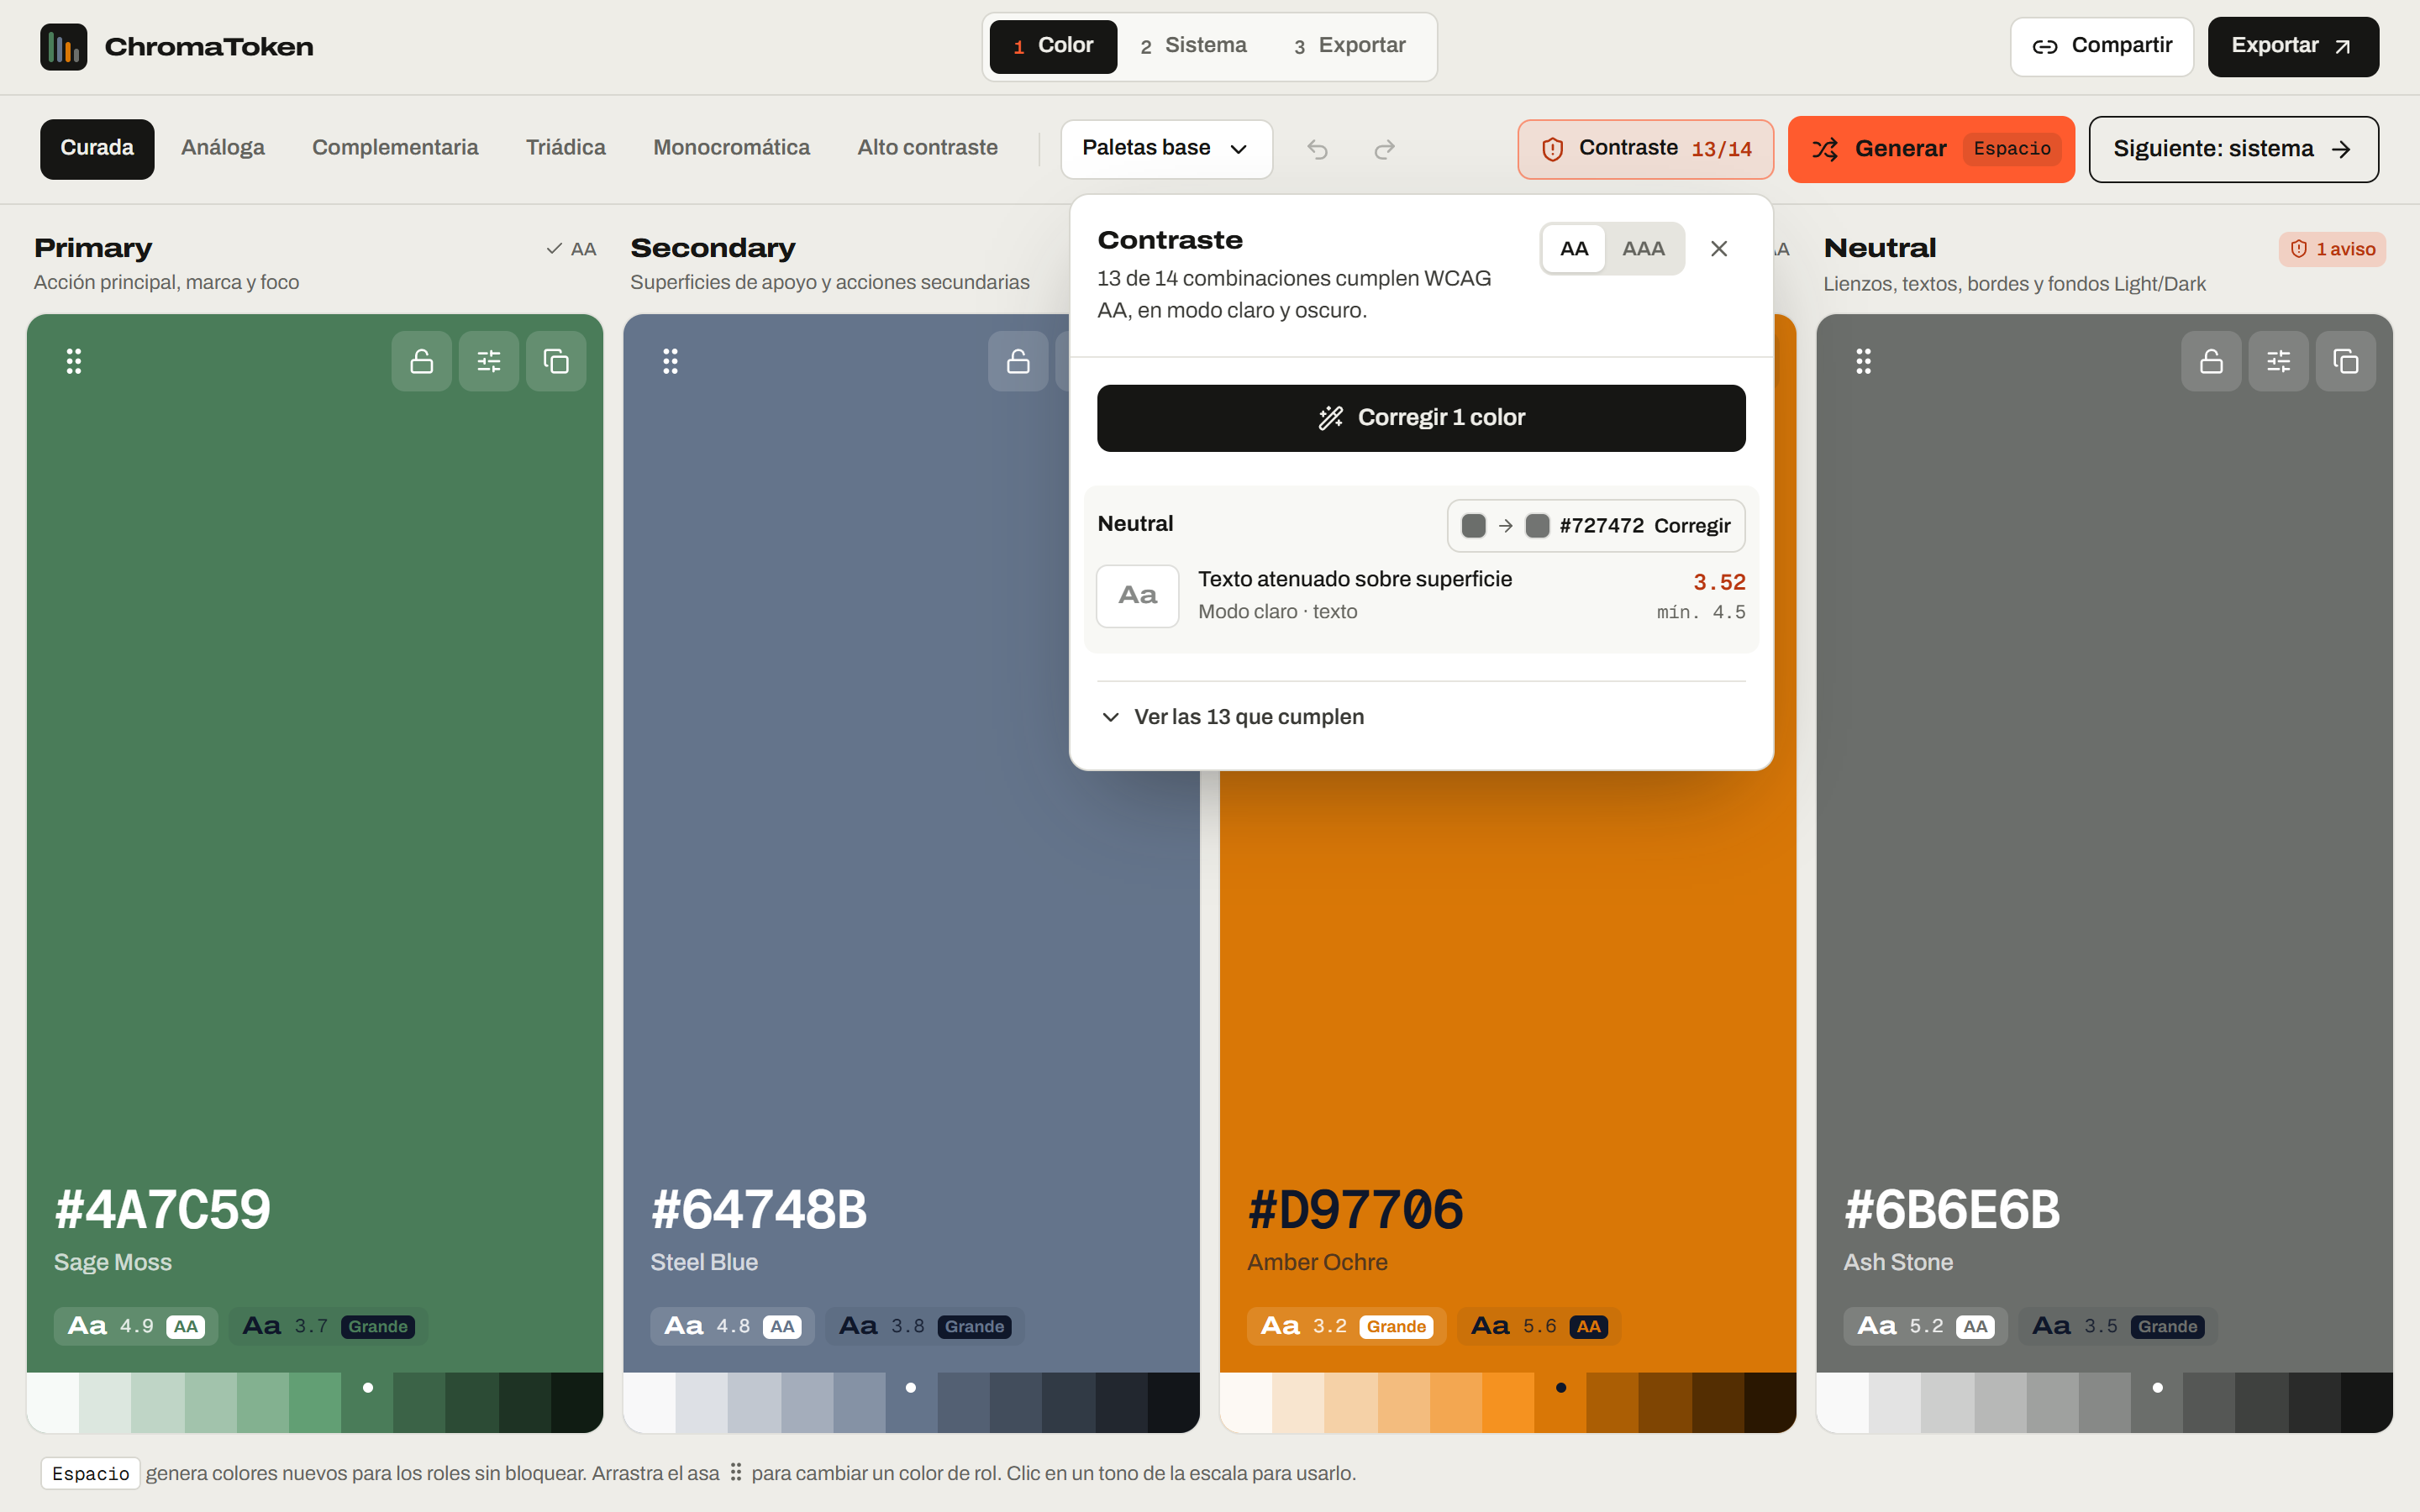 ChromaToken
1 Color
2 Sistema
3 Exportar
Compartir
Exportar
Curada
Análoga
Complementaria
Triádica
Monocromática
Alto contraste
Paletas base
Contraste 13/14
Generar Espacio
Siguiente: sistema
Primary
AA
Acción principal, marca y foco
Secondary
Superficies de apoyo y acciones secundarias
Neutral
1 aviso
Lienzos, textos, bordes y fondos Light/Dark
Contraste
AA AAA
13 de 14 combinaciones cumplen WCAG
AA, en modo claro y oscuro.
Corregir 1 color
Neutral
#727472 Corregir
Aa
Texto atenuado sobre superficie
3.52
Modo claro · texto
mín. 4.5
Ver las 13 que cumplen
#4A7C59
Sage Moss
Aa 4.9 AA
Aa 3.7 Grande
#64748B
Steel Blue
Aa 4.8 AA
Aa 3.8 Grande
#D97706
Amber Ochre
Aa 3.2 Grande
Aa 5.6 AA
#6B6E6B
Ash Stone
Aa 5.2 AA
Aa 3.5 Grande
Espacio genera colores nuevos para los roles sin bloquear. Arrastra el asa para cambiar un color de rol. Clic en un tono de la escala para usarlo.